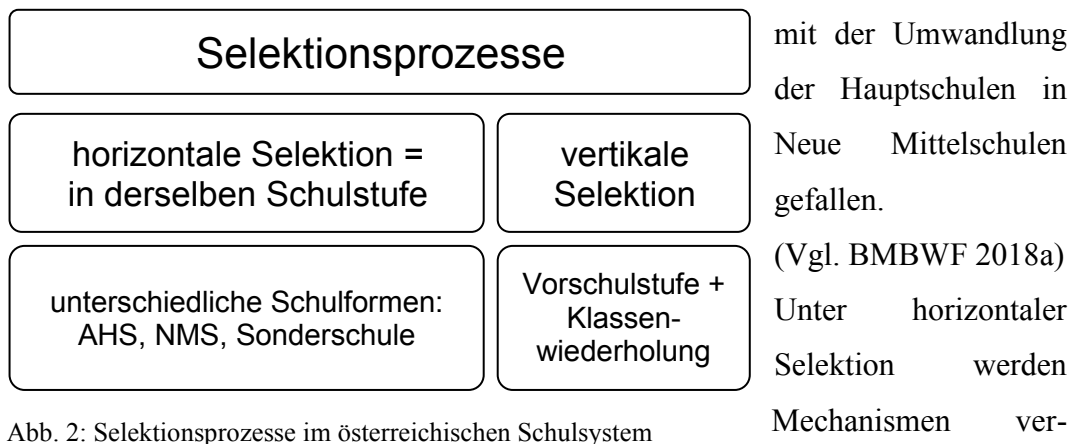 Selektionsprozesse
horizontale Selektion =
in derselben Schulstufe
vertikale
Selektion
unterschiedliche Schulformen:
AHS, NMS, Sonderschule
Vorschulstufe +
Klassen-
wiederholung
Abb. 2: Selektionsprozesse im österreichischen Schulsystem
mit der Umwandlung
der Hauptschulen in
Neue Mittelschulen
gefallen.
(Vgl. BMBWF 2018a)
Unter horizontaler
Selektion werden
Mechanismen ver-